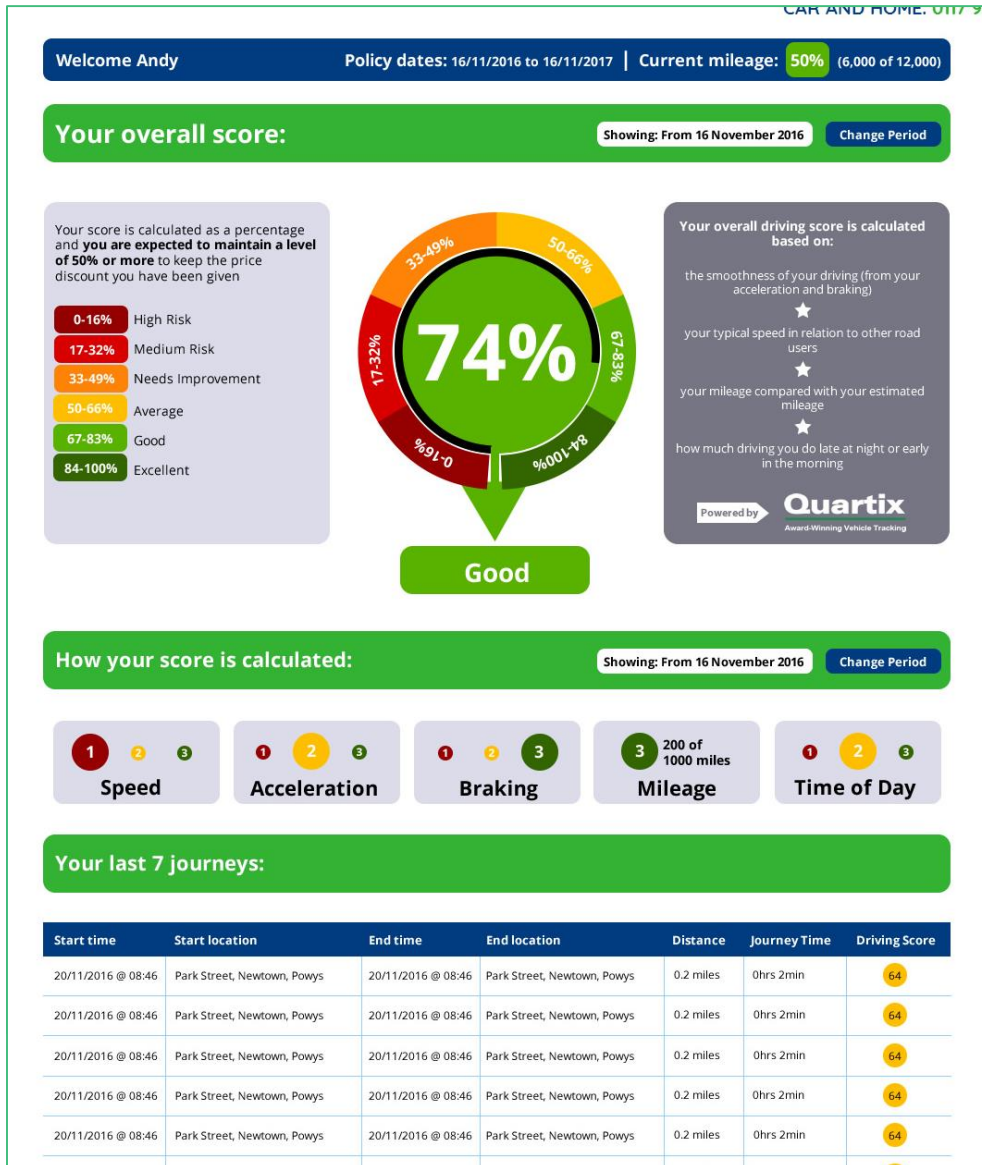 CAR AND HOME: 0117 9
Welcome Andy
Policy dates: 16/11/2016 to 16/11/2017 | Current mileage: 50% (6,000 of 12,000)
Your overall score:
Showing: From 16 November 2016
Change Period
Your score is calculated as a percentage
and you are expected to maintain a level
of 50% or more to keep the price
discount you have been given
0-16% High Risk
17-32% Medium Risk
33-49% Needs Improvement
50-66% Average
67-83% Good
84-100% Excellent
0-16%
17-32%
33-49%
50-66%
67-83%
84-100%
74%
Good
Your overall driving score is calculated
based on:
the smoothness of your driving (from your
acceleration and braking)
your typical speed in relation to other road
users
your mileage compared with your estimated
mileage
how much driving you do late at night or early
in the morning
Powered by
Quartix
Award-Winning Vehicle Tracking
How your score is calculated:
Showing: From 16 November 2016
Change Period
1 2 3
Speed
1 2 3
Acceleration
1 2 3
Braking
3 200 of
1000 miles
Mileage
1 2 3
Time of Day
Your last 7 journeys:
Start time Start location End time End location Distance Journey Time Driving Score
20/11/2016 @ 08:46 Park Street, Newtown, Powys 20/11/2016 @ 08:46 Park Street, Newtown, Powys 0.2 miles 0hrs 2min 64
20/11/2016 @ 08:46 Park Street, Newtown, Powys 20/11/2016 @ 08:46 Park Street, Newtown, Powys 0.2 miles 0hrs 2min 64
20/11/2016 @ 08:46 Park Street, Newtown, Powys 20/11/2016 @ 08:46 Park Street, Newtown, Powys 0.2 miles 0hrs 2min 64
20/11/2016 @ 08:46 Park Street, Newtown, Powys 20/11/2016 @ 08:46 Park Street, Newtown, Powys 0.2 miles 0hrs 2min 64
20/11/2016 @ 08:46 Park Street, Newtown, Powys 20/11/2016 @ 08:46 Park Street, Newtown, Powys 0.2 miles 0hrs 2min 64